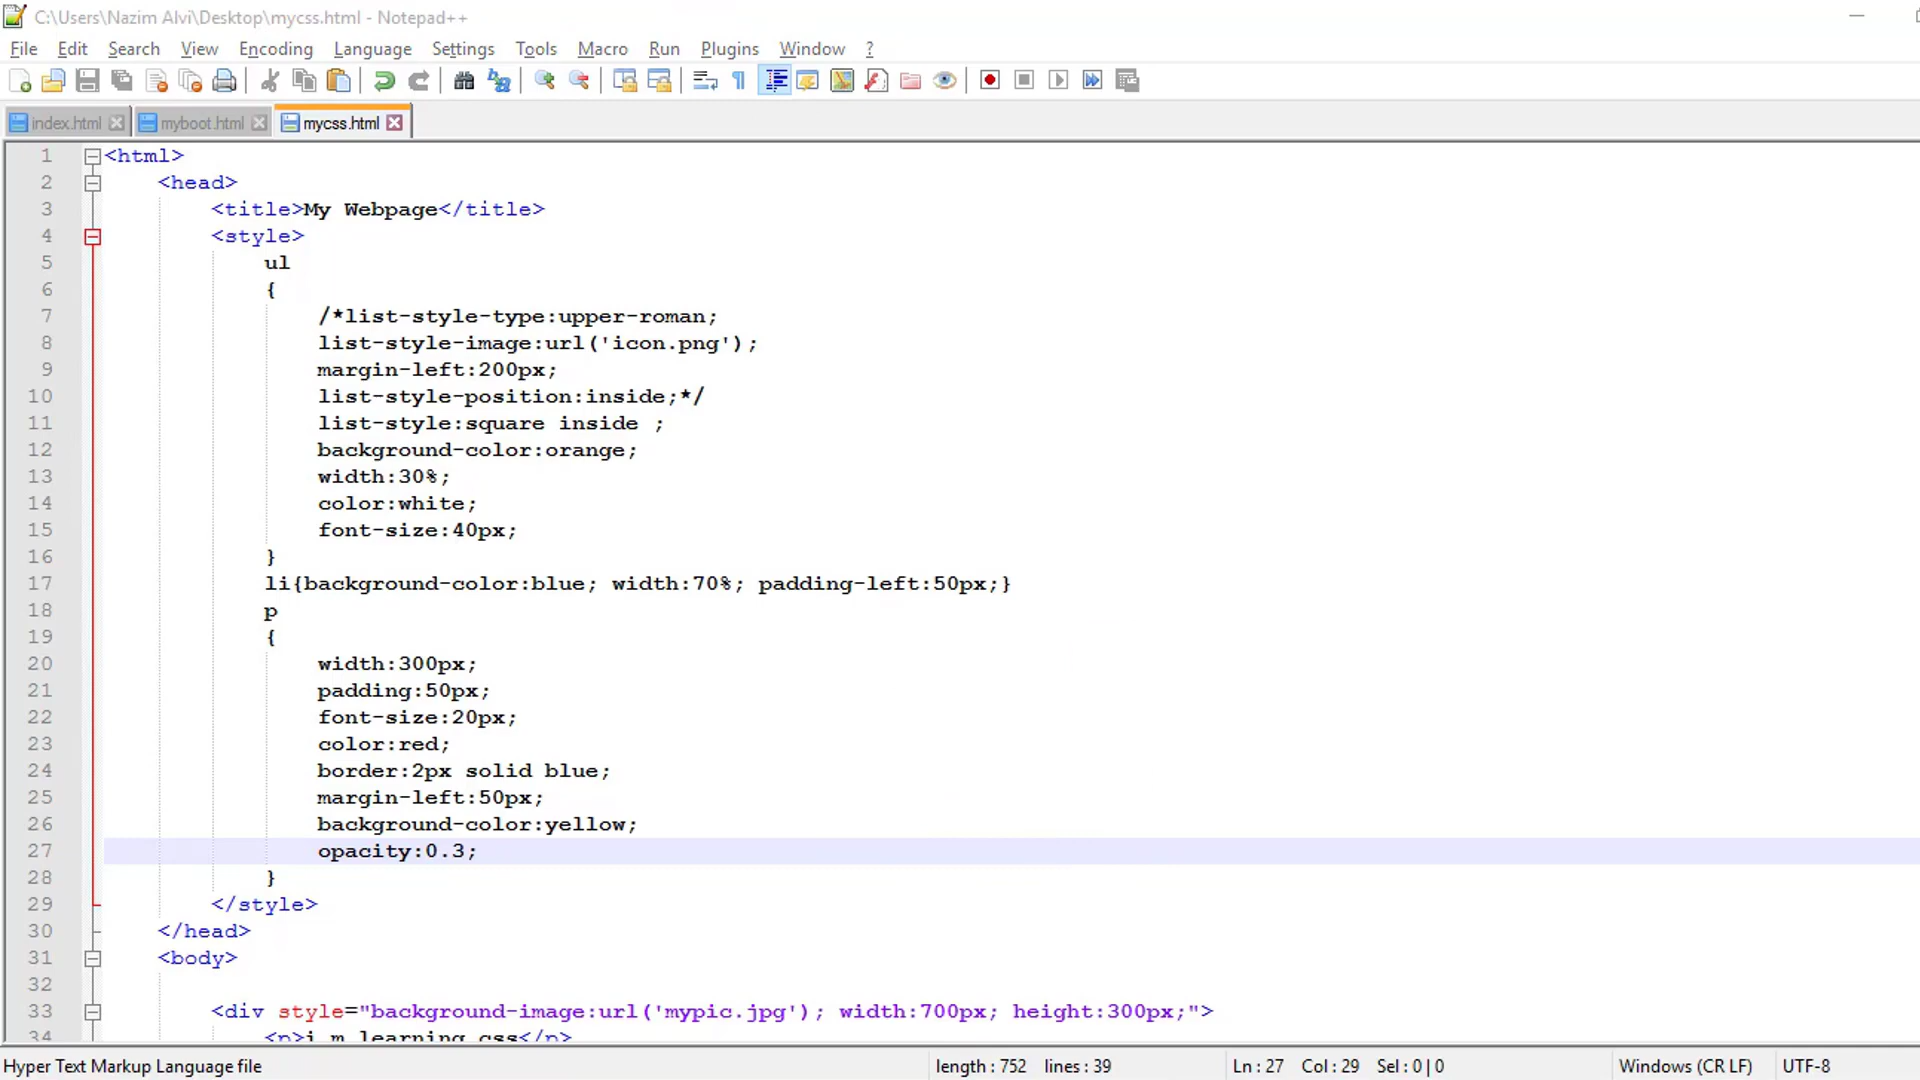 C:\Users\Nazim Alvi\Desktop\mycss.html - Notepad++
File Edit Search View Encoding Language Settings Tools Macro Run Plugins Window ?
index.html myboot.html mycss.html
1 <html>
2 <head>
3 <title>My Webpage</title>
4 <style>
5 ul
6 {
7 /*list-style-type:upper-roman;
8 list-style-image:url('icon.png');
9 margin-left:200px;
10 list-style-position:inside;*/
11 list-style:square inside ;
12 background-color:orange;
13 width:30%;
14 color:white;
15 font-size:40px;
16 }
17 li{background-color:blue; width:70%; padding-left:50px;}
18 p
19 {
20 width:300px;
21 padding:50px;
22 font-size:20px;
23 color:red;
24 border:2px solid blue;
25 margin-left:50px;
26 background-color:yellow;
27 opacity:0.3;
28 }
29 </style>
30 </head>
31 <body>
32
33 <div style="background-image:url('mypic.jpg'); width:700px; height:300px;">
34 <p>i m learning css</p>
Hyper Text Markup Language file length : 752 lines : 39 Ln : 27 Col : 29 Sel : 0 | 0 Windows (CR LF) UTF-8